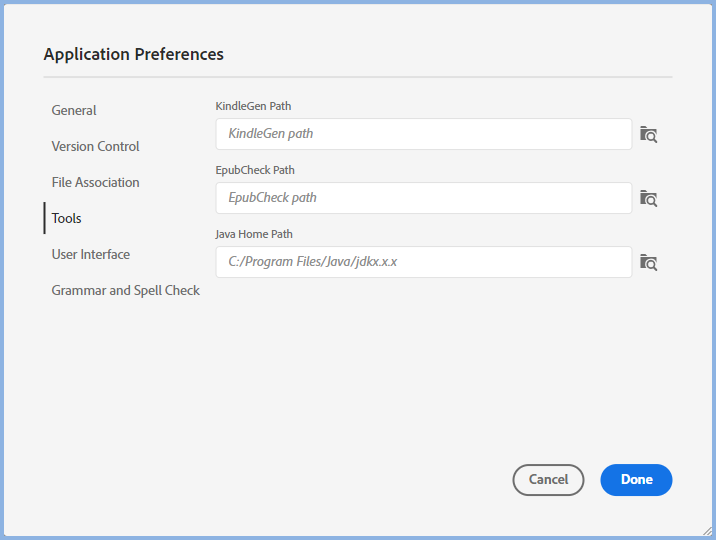 Application Preferences
General
Version Control
File Association
Tools
User Interface
Grammar and Spell Check
KindleGen Path
KindleGen path
EpubCheck Path
EpubCheck path
Java Home Path
C:/Program Files/Java/jdkx.x.x
Cancel
Done